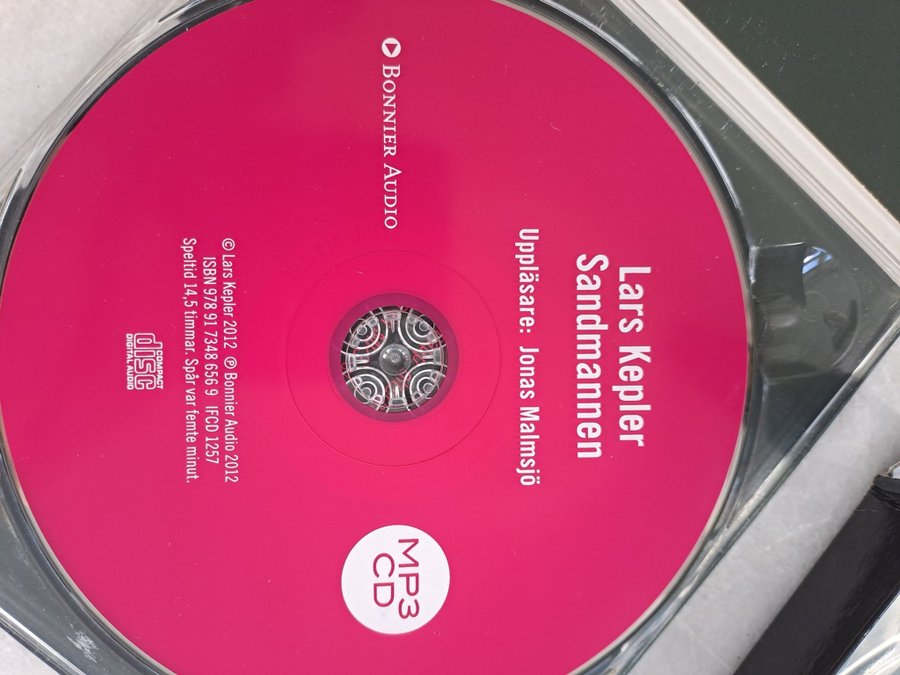 Lars Kepler
Sandmannen
Uppläsare: Jonas Malmsjö
BONNIER AUDIO
MP3
CD
© Lars Kepler 2012 ℗ Bonnier Audio 2012
ISBN 978 91 7348 656 9 IFCD 1257
Speltid 14,5 timmar. Spår var femte minut.
COMPACT
disc
DIGITAL AUDIO